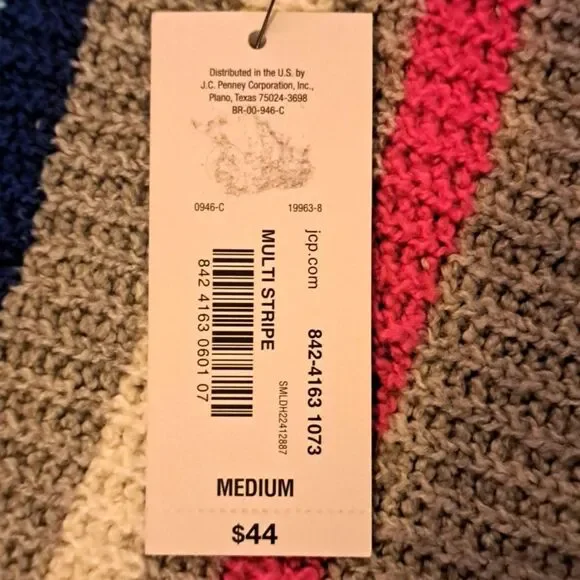 Distributed in the U.S. by
J.C. Penney Corporation, Inc.,
Plano, Texas 75024-3698
BR-00-946-C
0946-C 19963-8
jcp.com 842-4163 1073
SMLDH22412887
MULTI STRIPE
842 4163 0601 07
MEDIUM
$44